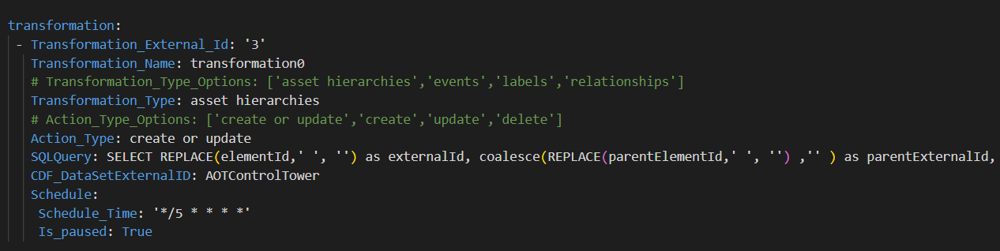 transformation:
- Transformation_External_Id: '3'
Transformation_Name: transformation0
# Transformation_Type_Options: ['asset hierarchies','events','labels','relationships']
Transformation_Type: asset hierarchies
# Action_Type_Options: ['create or update','create','update','delete']
Action_Type: create or update
SQLQuery: SELECT REPLACE(elementId,' ', '') as externalId, coalesce(REPLACE(parentElementId,' ', '') ,'' ) as parentExternalId,
CDF_DataSetExternalID: AOTControlTower
Schedule:
Schedule_Time: '*/5 * * * *'
Is_paused: True